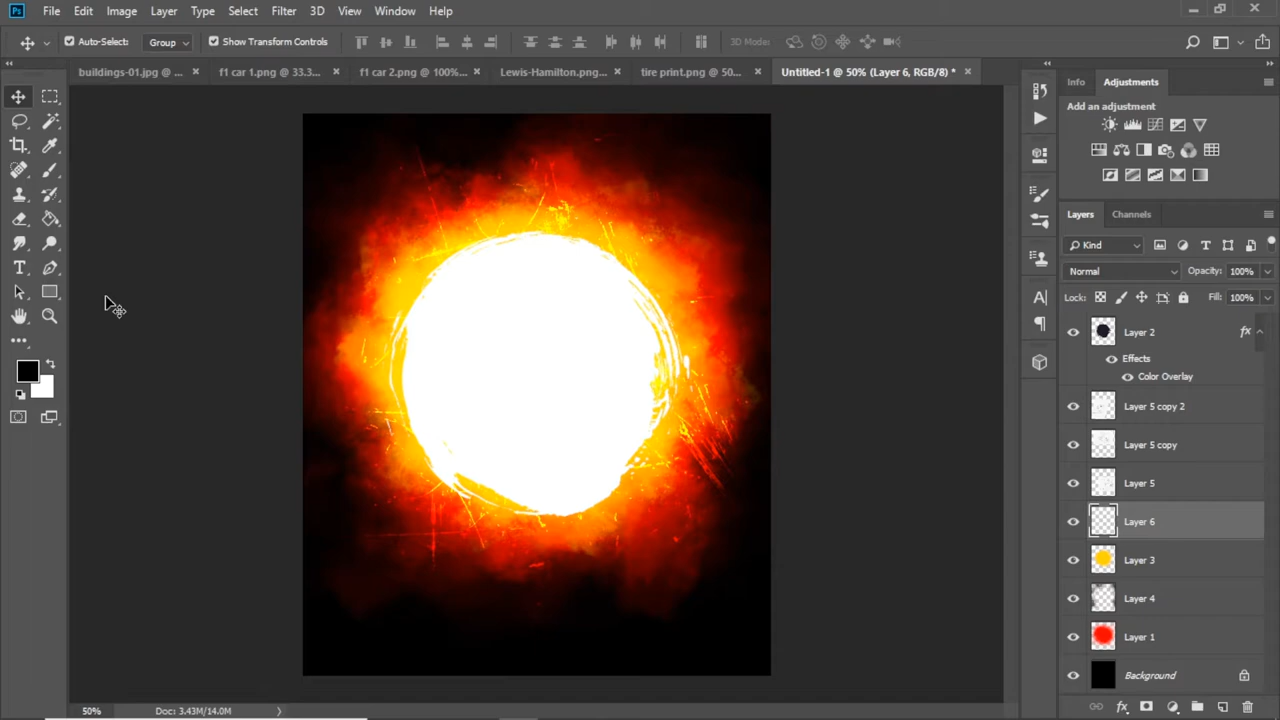 Ps File Edit Image Layer Type Select Filter 3D View Window Help
Auto-Select: Group Show Transform Controls 3D Mode:
buildings-01.jpg @ ... × f1 car 1.png @ 33.3... × f1 car 2.png @ 100%... × Lewis-Hamilton.png... × tire print.png @ 50... × Untitled-1 @ 50% (Layer 6, RGB/8) * ×
Info Adjustments
Add an adjustment
Layers Channels
Kind
Normal Opacity: 100%
Lock: Fill: 100%
Layer 2 fx
Effects
Color Overlay
Layer 5 copy 2
Layer 5 copy
Layer 5
Layer 6
Layer 3
Layer 4
Layer 1
Background
50% Doc: 3.43M/14.0M